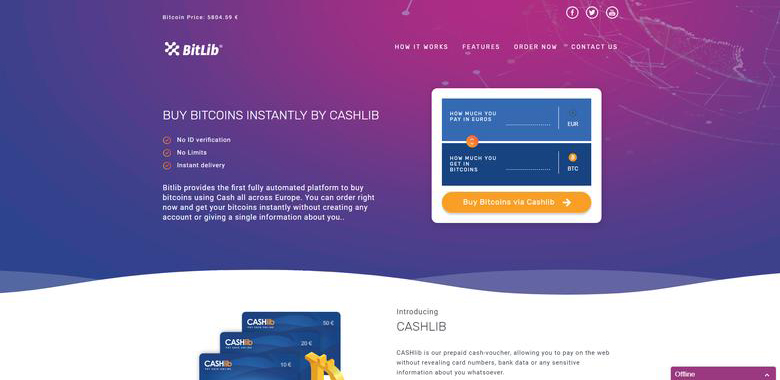 Bitcoin Price: 5804.59 €
BitLib®
HOW IT WORKS FEATURES ORDER NOW CONTACT US
BUY BITCOINS INSTANTLY BY CASHLIB
No ID verification
No Limits
Instant delivery
Bitlib provides the first fully automated platform to buy
bitcoins using Cash all across Europe. You can order right
now and get your bitcoins instantly without creating any
account or giving a single information about you..
HOW MUCH YOU
PAY IN EUROS
EUR
HOW MUCH YOU
GET IN
BITCOINS
BTC
Buy Bitcoins via Cashlib
CASHlib
50 €
CASHlib
20 €
CASHlib
10 €
Introducing
CASHLIB
CASHlib is our prepaid cash-voucher, allowing you to pay on the web
without revealing card numbers, bank data or any sensitive
information about you whatsoever.
Offline